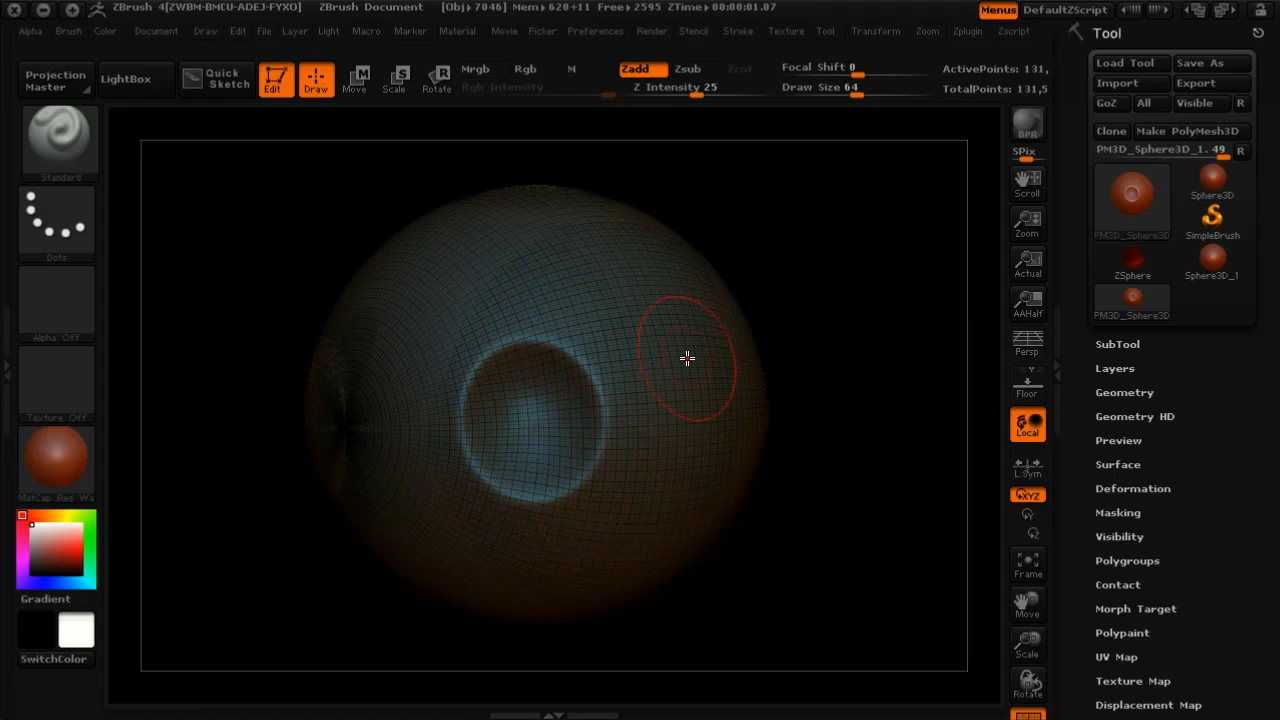 ZBrush 4[ZWBM-BMCU-ADEJ-FYXO] ZBrush Document [Obj▸7046] Mem▸620+11 Free▸2595 ZTime▸00:00:01.07 Menus DefaultZScript
Alpha Brush Color Document Draw Edit File Layer Light Macro Marker Material Movie Picker Preferences Render Stencil Stroke Texture Tool Transform Zoom Zplugin Zscript
Projection Master
LightBox
Quick Sketch
Edit
Draw
Move
Scale
Rotate
Mrgb Rgb M
Rgb Intensity
Zadd Zsub Zcut
Z Intensity 25
Focal Shift 0
Draw Size 64
ActivePoints: 131,
TotalPoints: 131,5
Standard
Dots
Alpha Off
Texture Off
MatCap Red Wa
Gradient
SwitchColor
BPR
SPix
Scroll
Zoom
Actual
AAHalf
Persp
Floor
Local
L.Sym
XYZ
Y
Z
Frame
Move
Scale
Rotate
Tool
Load Tool Save As
Import Export
GoZ All Visible R
Clone Make PolyMesh3D
PM3D_Sphere3D_1. 49 R
PM3D_Sphere3D
Sphere3D
SimpleBrush
ZSphere Sphere3D_1
PM3D_Sphere3D
SubTool
Layers
Geometry
Geometry HD
Preview
Surface
Deformation
Masking
Visibility
Polygroups
Contact
Morph Target
Polypaint
UV Map
Texture Map
Displacement Map